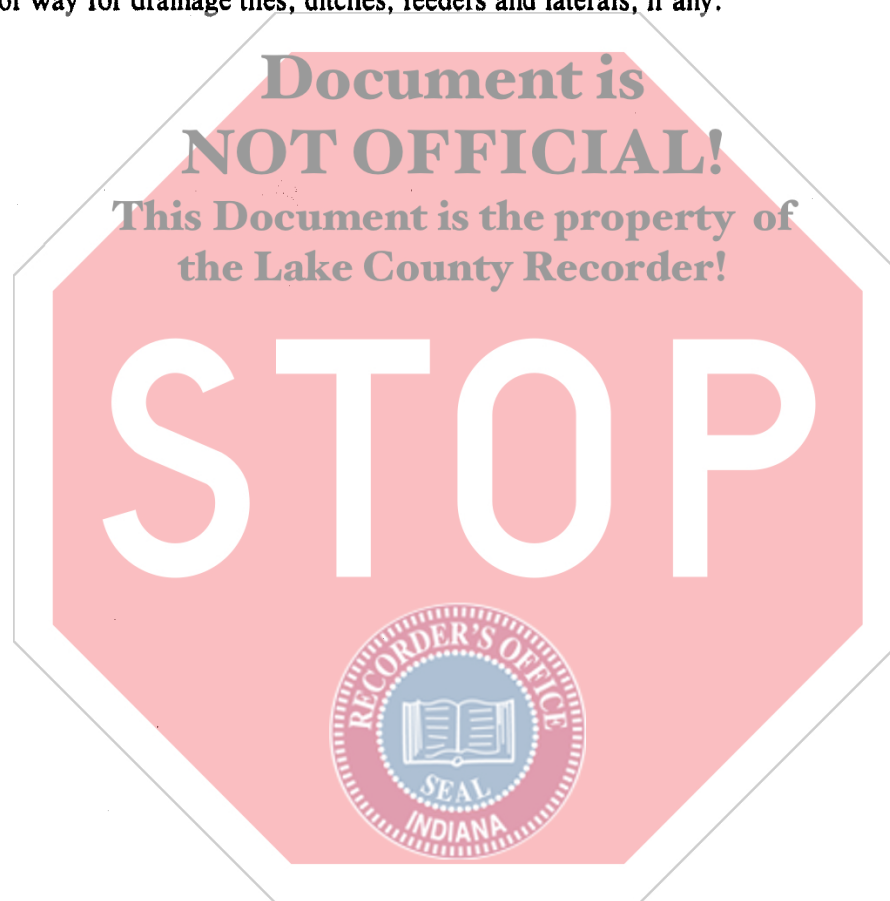 of way for drainage tiles, ditches, feeders and laterals, if any.
Document is
NOT OFFICIAL!
This Document is the property of
the Lake County Recorder!
STOP
RECORDER'S OFFICE
SEAL
INDIANA